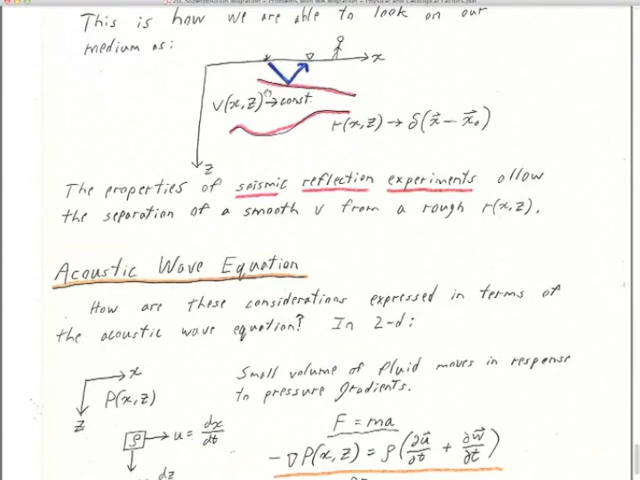 This is how we are able to look on our
medium as:
x
v(x,z) → const.
r(x,z) → δ(x⃗ − x⃗₀)
z
The properties of seismic reflection experiments allow
the separation of a smooth v from a rough r(x,z).
Acoustic Wave Equation
How are these considerations expressed in terms of
the acoustic wave equation? In 2-d:
x
P(x,z)
z
ρ → u = dx/dt
dz
Small volume of fluid moves in response
to pressure gradients.
F = ma
−∇P(x,z) = ρ(∂u⃗/∂t + ∂w⃗/∂t)